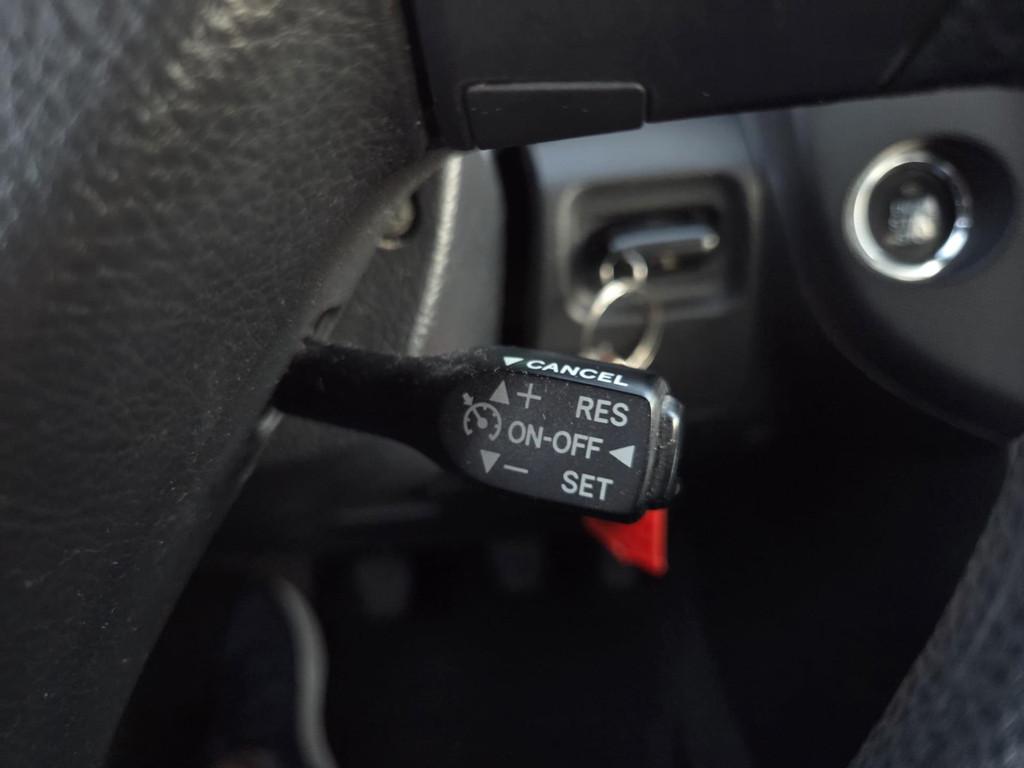 CANCEL
+ RES
ON-OFF
- SET